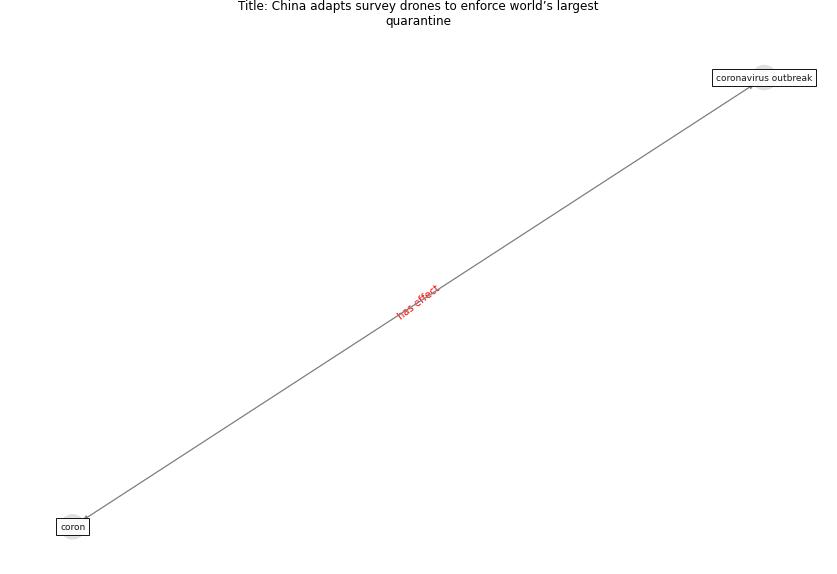 Title: China adapts survey drones to enforce world’s largest
quarantine
coronavirus outbreak
has effect
coron